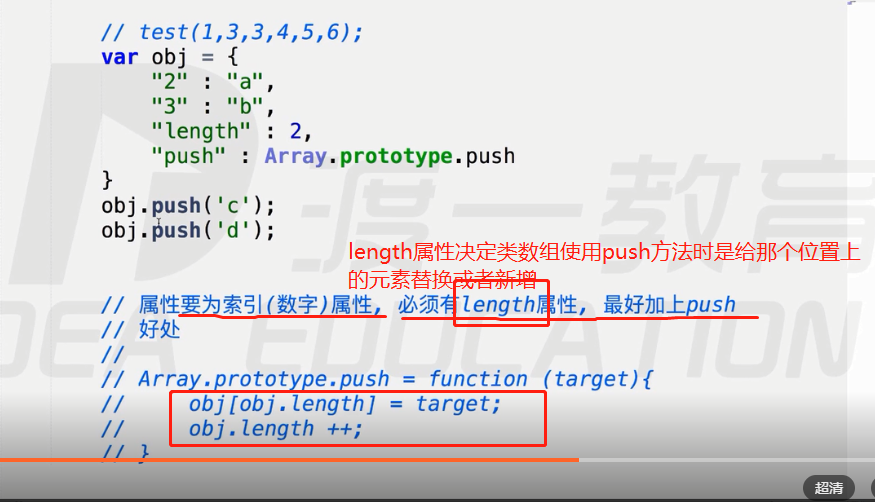 // test(1,3,3,4,5,6);
var obj = {
"2" : "a",
"3" : "b",
"length" : 2,
"push" : Array.prototype.push
}
obj.push('c');
obj.push('d');
length属性决定类数组使用push方法时是给那个位置上
的元素替换或者新增
// 属性要为索引(数字)属性, 必须有length属性, 最好加上push
// 好处
//
// Array.prototype.push = function (target){
// obj[obj.length] = target;
// obj.length ++;
// }
渡一教育
EDUCATION
超清